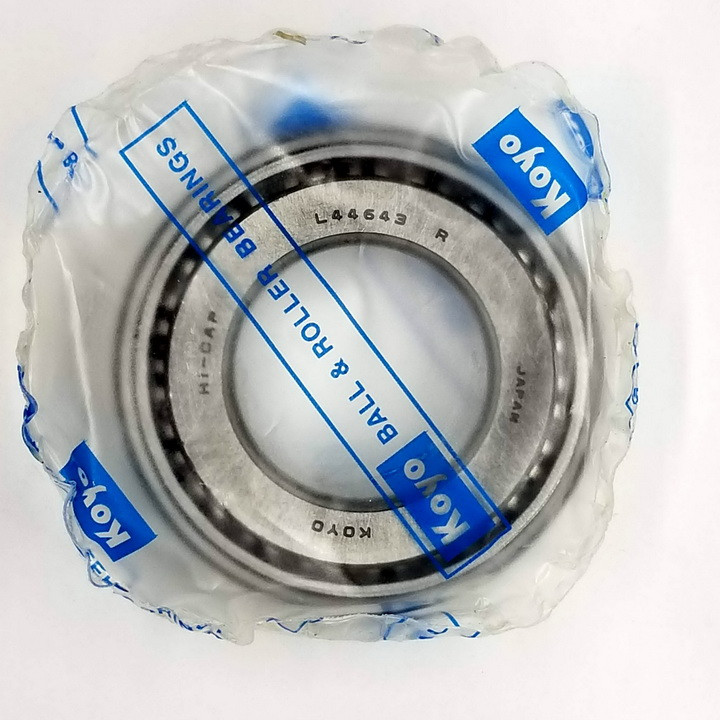 L44643 R
JAPAN
KOYO
HI-CAP
Koyo BALL & ROLLER BEARINGS
Koyo
Koyo